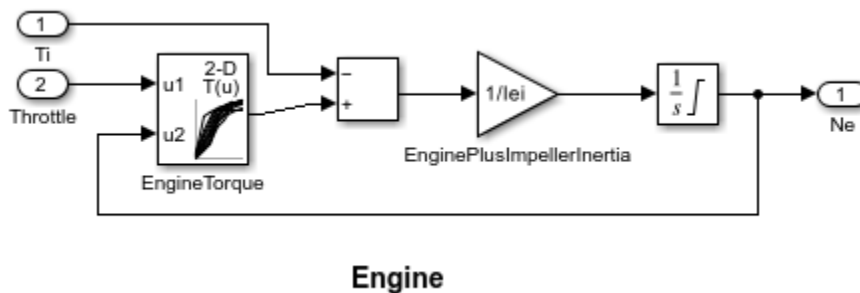 1
Ti
2
Throttle
u1
u2
2-D
T(u)
EngineTorque
−
+
1/Iei
EnginePlusImpellerInertia
1
s
1
Ne
Engine